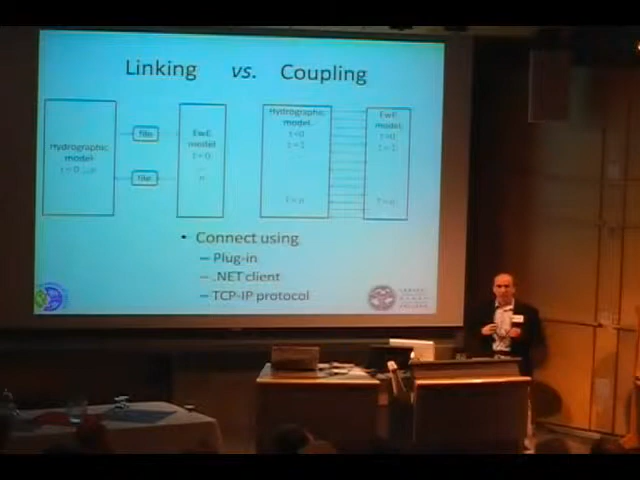 Linking vs. Coupling
Hydrographic
model
t = 0 ... n
file
file
EwE
model
t = 0
...
n
Hydrographic
model
t = 0
t = 1
T = n
EwE
model
t = 0
t = 1
T = n
• Connect using
– Plug-in
– .NET client
– TCP-IP protocol